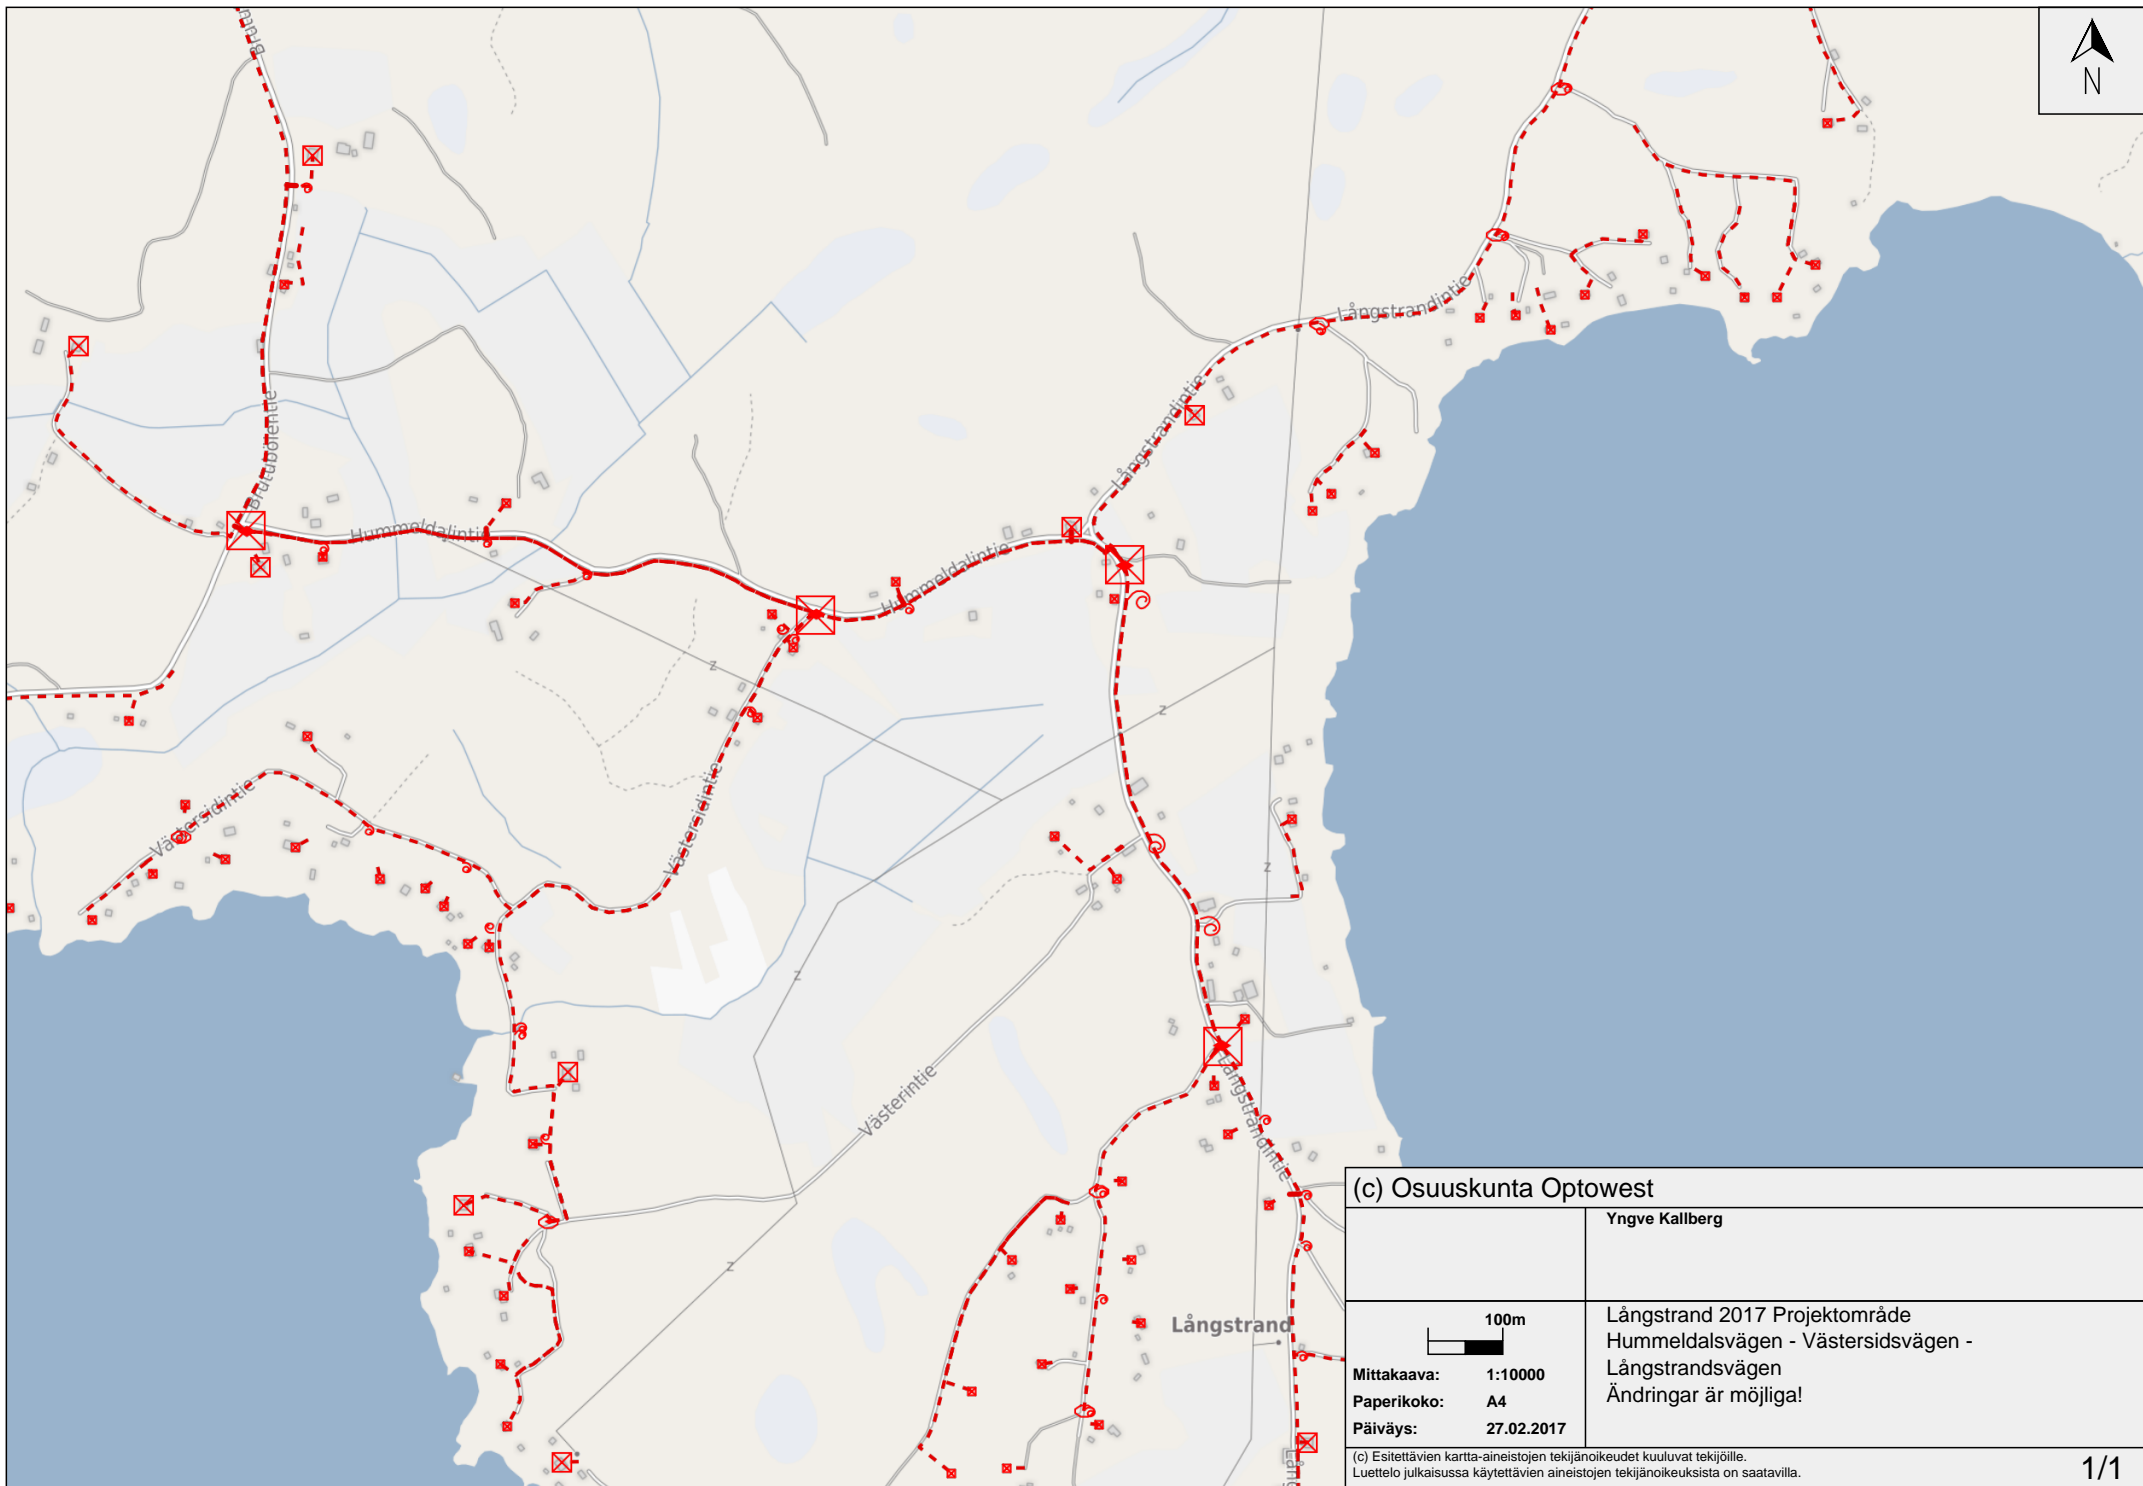 N
Brutubölentie
Långstrandintie
Långstrandintie
Hummeldalintie
Hummeldalintie
z
z
Västersidintie
Västersidintie
z
z
Västerintie
Långstrandintie
z
Långstrand
(c) Osuuskunta Optowest
Yngve Kallberg
100m
Mittakaava: 1:10000
Paperikoko: A4
Päiväys: 27.02.2017
Långstrand 2017 Projektområde
Hummeldalsvägen - Västersidsvägen -
Långstrandsvägen
Ändringar är möjliga!
(c) Esitettävien kartta-aineistojen tekijänoikeudet kuuluvat tekijöille.
Luettelo julkaisussa käytettävien aineistojen tekijänoikeuksista on saatavilla.
1/1